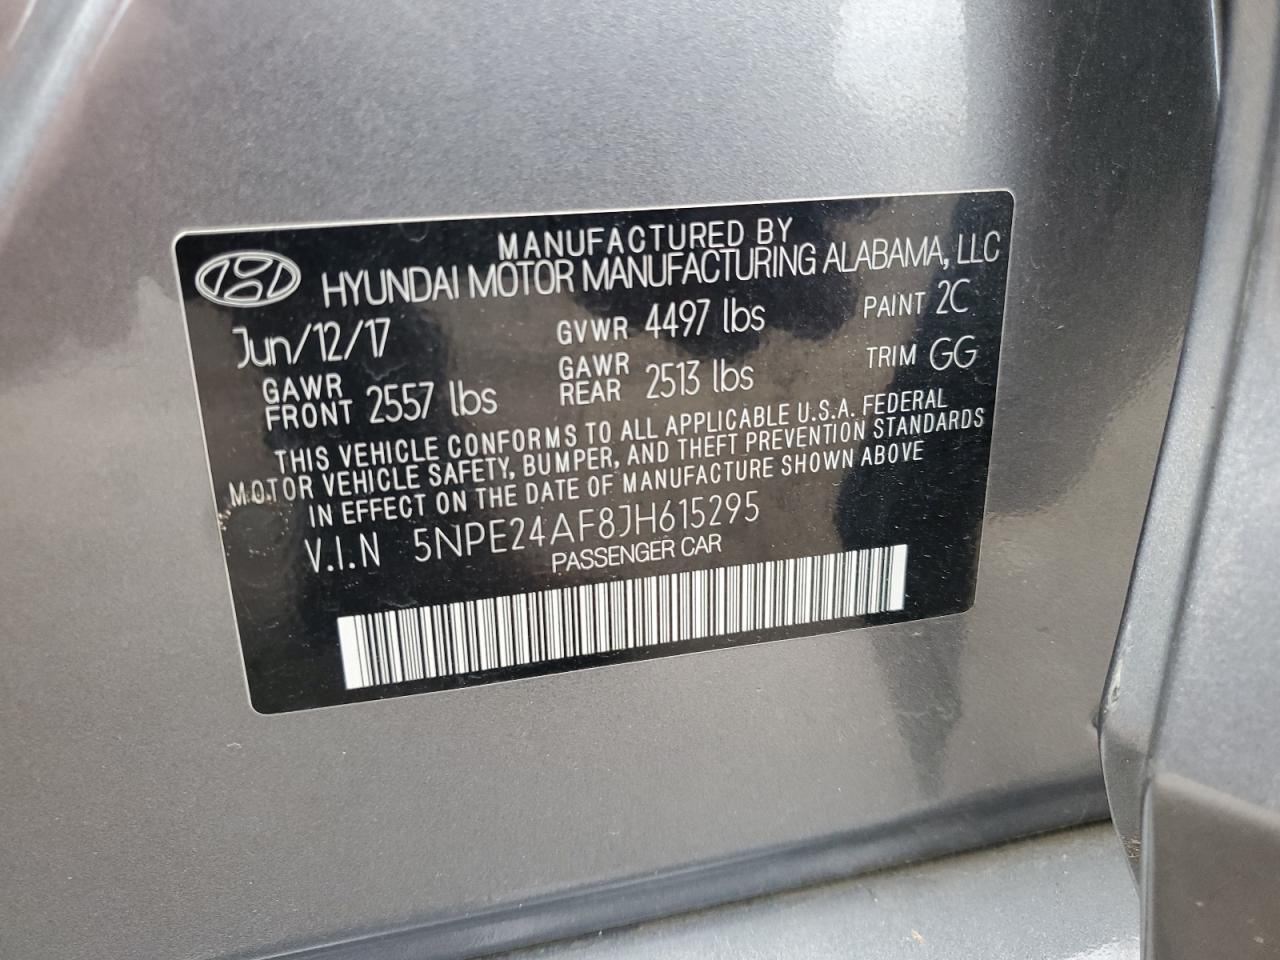 MANUFACTURED BY
HYUNDAI MOTOR MANUFACTURING ALABAMA, LLC
Jun/12/17 GVWR 4497 lbs PAINT 2C
GAWR FRONT 2557 lbs GAWR REAR 2513 lbs TRIM GG
THIS VEHICLE CONFORMS TO ALL APPLICABLE U.S.A. FEDERAL
MOTOR VEHICLE SAFETY, BUMPER, AND THEFT PREVENTION STANDARDS
IN EFFECT ON THE DATE OF MANUFACTURE SHOWN ABOVE
V.I.N 5NPE24AF8JH615295
PASSENGER CAR